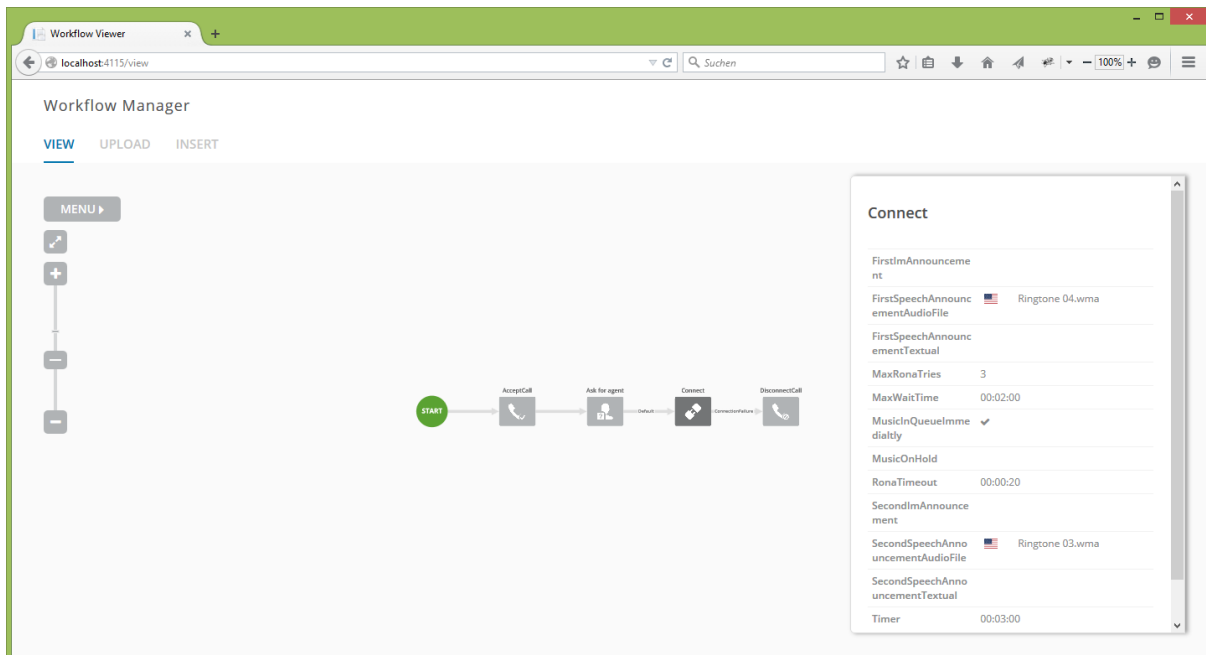 Workflow Viewer
localhost:4115/view
Suchen
100%
Workflow Manager
VIEW UPLOAD INSERT
MENU
Connect
FirstImAnnounceme
nt
FirstSpeechAnnounc
ementAudioFile
Ringtone 04.wma
FirstSpeechAnnounc
ementTextual
MaxRonaTries 3
MaxWaitTime 00:02:00
MusicInQueueImme
dialtly
MusicOnHold
RonaTimeout 00:00:20
SecondImAnnounce
ment
SecondSpeechAnno
uncementAudioFile
Ringtone 03.wma
SecondSpeechAnno
uncementTextual
Timer 00:03:00
START
AcceptCall
Ask for agent
Default
Connect
ConnectionFailure
DisconnectCall